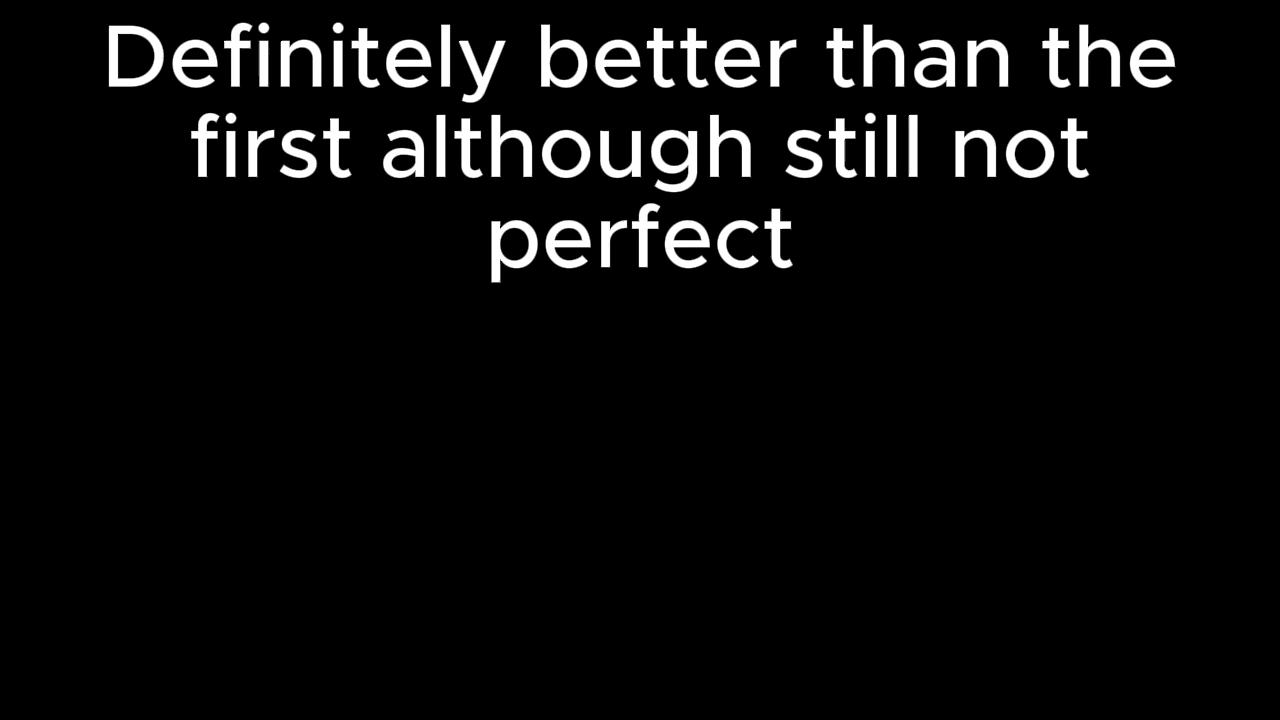 Definitely better than the
first although still not
perfect